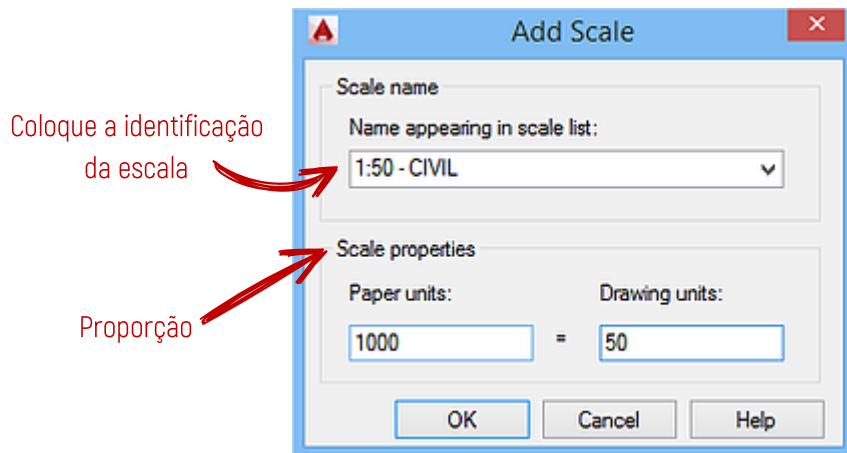 Add Scale
Scale name
Coloque a identificação
da escala
Name appearing in scale list:
1:50 - CIVIL
Proporção
Scale properties
Paper units:
Drawing units:
1000
=
50
OK
Cancel
Help